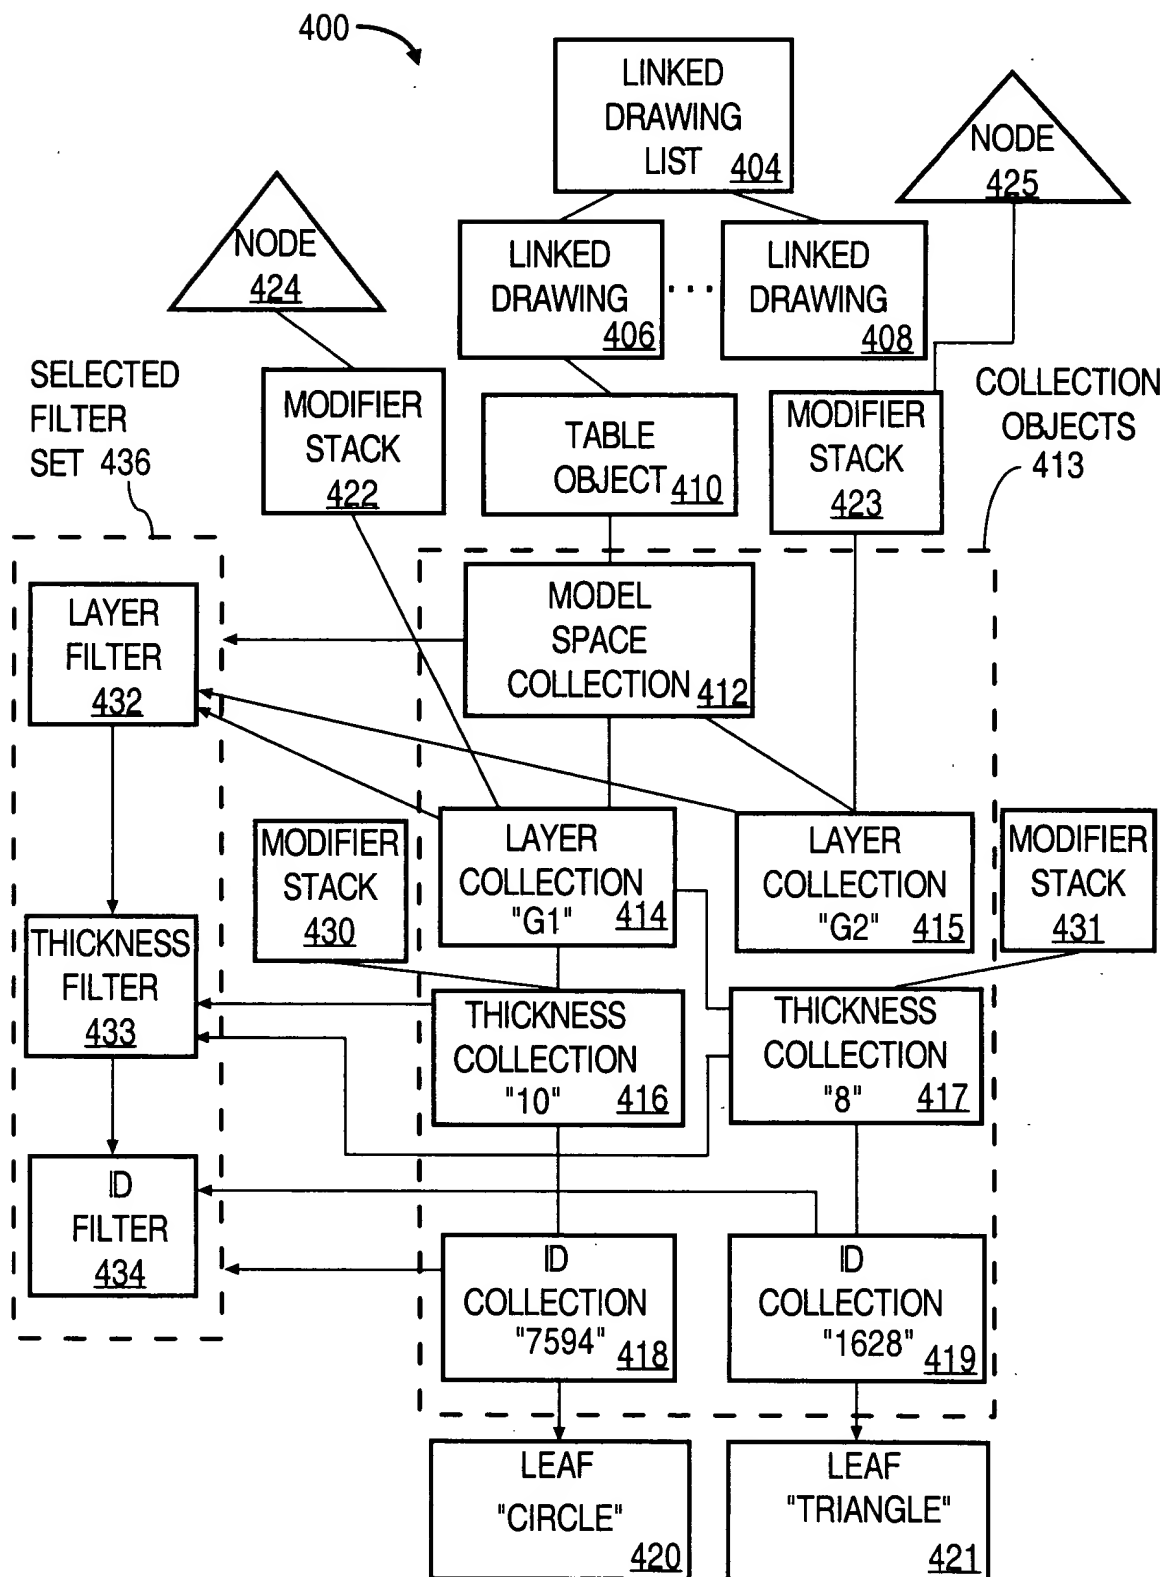 400
LINKED
DRAWING
LIST 404
NODE
425
NODE
424
LINKED
DRAWING
406
...
LINKED
DRAWING
408
SELECTED
FILTER
SET 436
MODIFIER
STACK
422
TABLE
OBJECT
410
MODIFIER
STACK
423
COLLECTION
OBJECTS
413
LAYER
FILTER
432
MODEL
SPACE
COLLECTION 412
MODIFIER
STACK
430
LAYER
COLLECTION
"G1" 414
LAYER
COLLECTION
"G2" 415
MODIFIER
STACK
431
THICKNESS
FILTER
433
THICKNESS
COLLECTION
"10" 416
THICKNESS
COLLECTION
"8" 417
ID
FILTER
434
ID
COLLECTION
"7594" 418
ID
COLLECTION
"1628" 419
LEAF
"CIRCLE"
420
LEAF
"TRIANGLE"
421